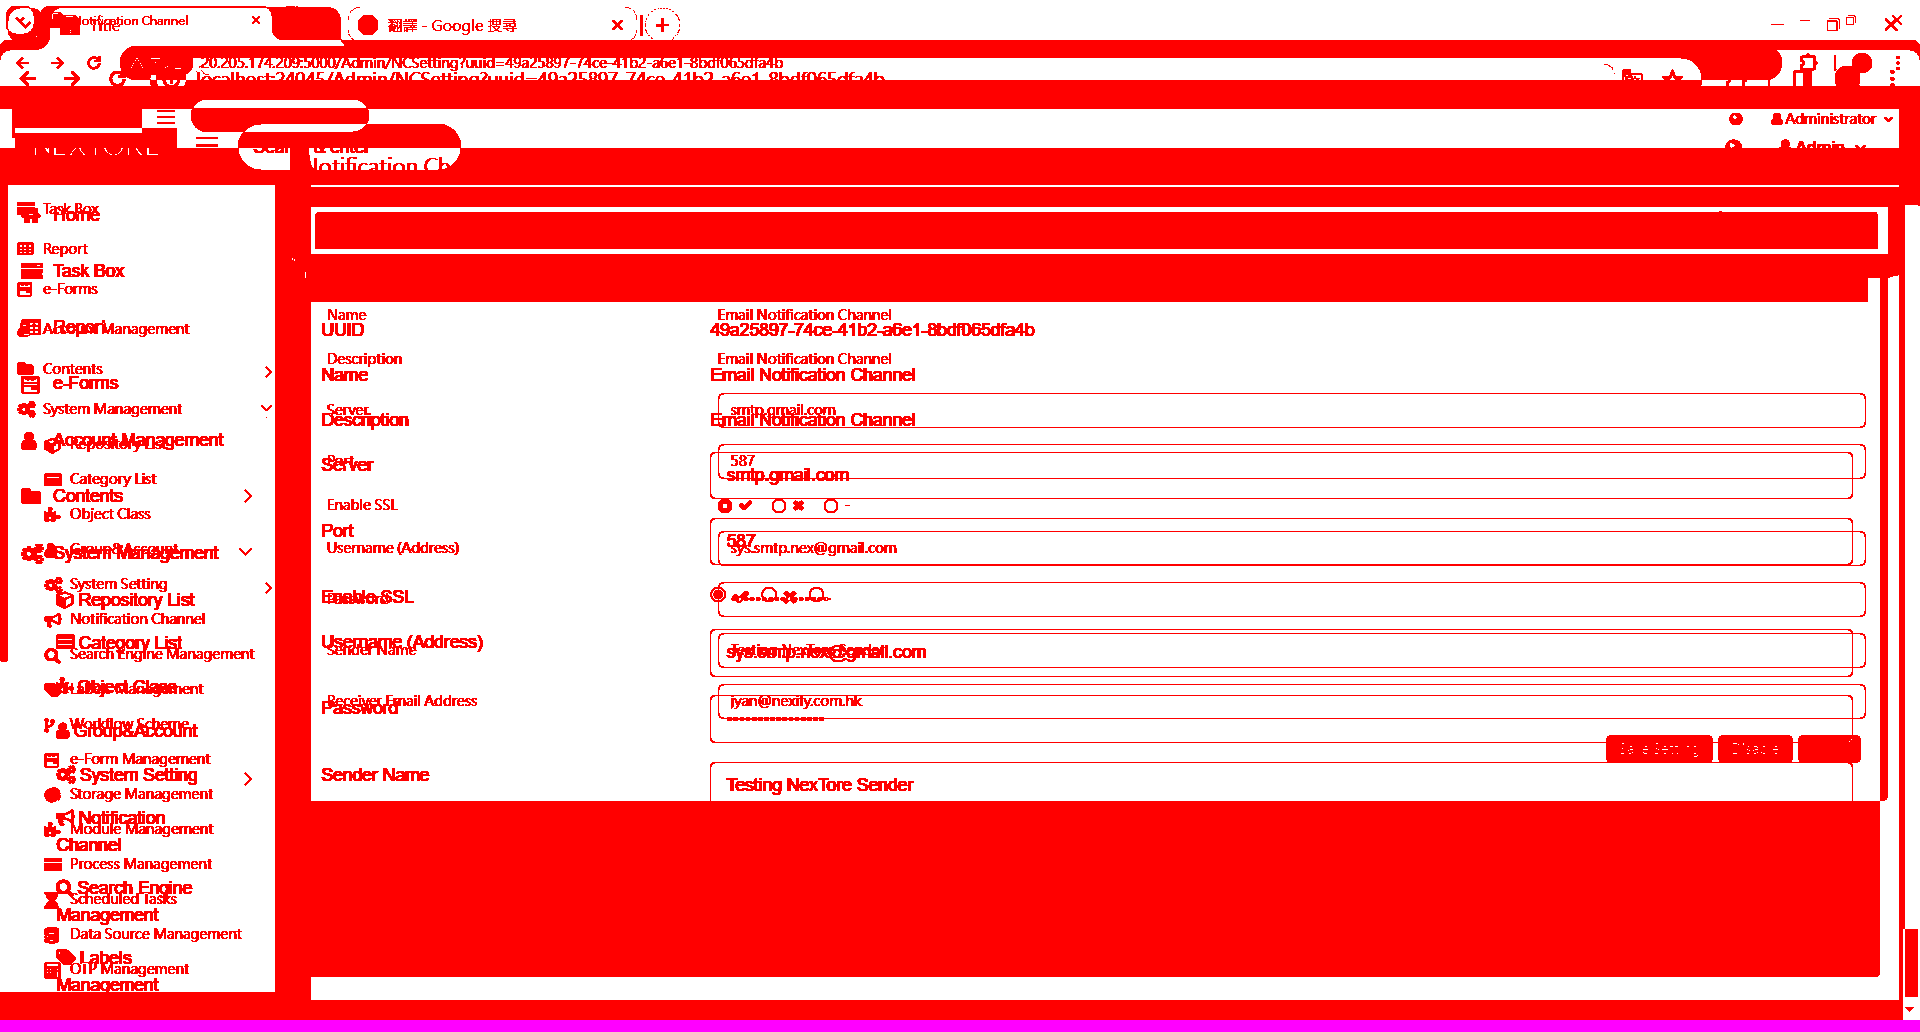 Notification Channel
Title
翻譯 - Google 搜尋
20.205.174.209:5000/Admin/NCSetting?uuid=49a25897-74ce-41b2-a6e1-8bdf065dfa4b
localhost:24045/Admin/NCSetting?uuid=49a25897-74ce-41b2-a6e1-8bdf065dfa4b
Administrator
NEXTORE
Search & enter
Admin
Notification Ch
Task Box
Home
Report
Task Box
e-Forms
Account Management
Report
Contents
e-Forms
System Management
Account Management
Repository List
Category List
Contents
Object Class
Group&Account
System Management
System Setting
Repository List
Notification Channel
Category List
Search Engine Management
Object Class
Labels Management
Workflow Scheme
Group&Account
e-Form Management
System Setting
Storage Management
Notification
Module Management
Channel
Process Management
Search Engine
Scheduled Tasks
Management
Data Source Management
Labels
OTP Management
Management
Name Email Notification Channel
UUID 49a25897-74ce-41b2-a6e1-8bdf065dfa4b
Description Email Notification Channel
Name Email Notification Channel
Server smtp.gmail.com
Description Email Notification Channel
Port 587
Server smtp.gmail.com
Enable SSL -
Port 587
Username (Address) sys.smtp.nex@gmail.com
Enable SSL
Password
Username (Address) sys.smtp.nex@gmail.com
Sender Name Testing NexTore Sender
Receiver Email Address jyan@nexify.com.hk
Password
Save Setting Disable
Sender Name Testing NexTore Sender